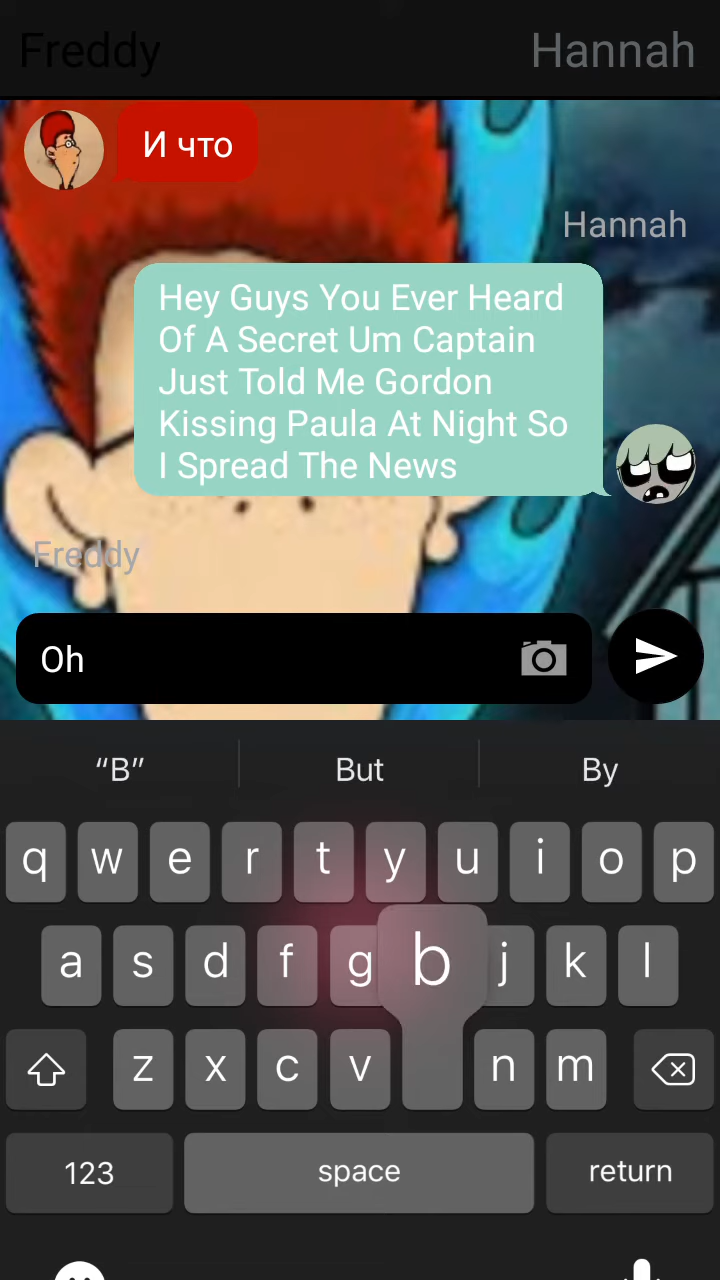 Freddy
Hannah
И что
Hannah
Hey Guys You Ever Heard
Of A Secret Um Captain
Just Told Me Gordon
Kissing Paula At Night So
I Spread The News
Freddy
Oh
“B” But By
q w e r t y u i o p
a s d f g b j k l
z x c v n m
123 space return